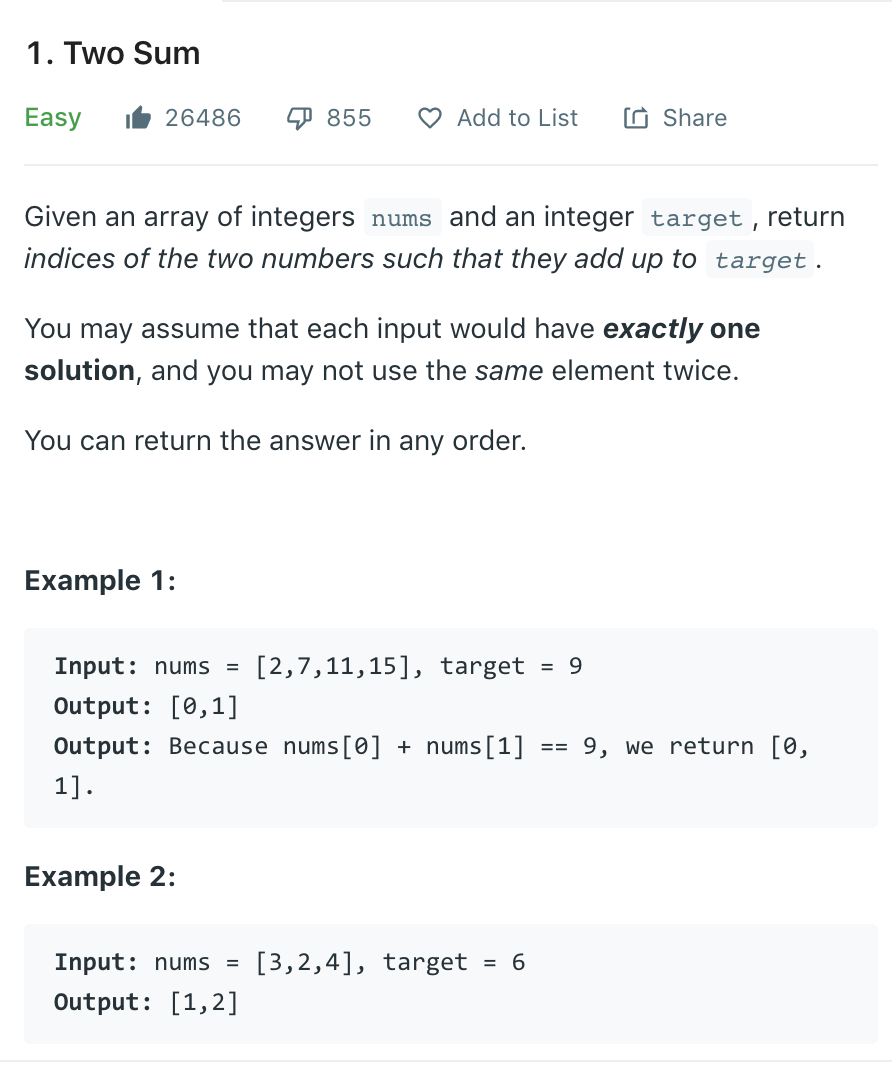 1. Two Sum
Easy 26486 855 Add to List Share
Given an array of integers nums and an integer target, return
indices of the two numbers such that they add up to target.
You may assume that each input would have exactly one
solution, and you may not use the same element twice.
You can return the answer in any order.
Example 1:
Input: nums = [2,7,11,15], target = 9
Output: [0,1]
Output: Because nums[0] + nums[1] == 9, we return [0,
1].
Example 2:
Input: nums = [3,2,4], target = 6
Output: [1,2]